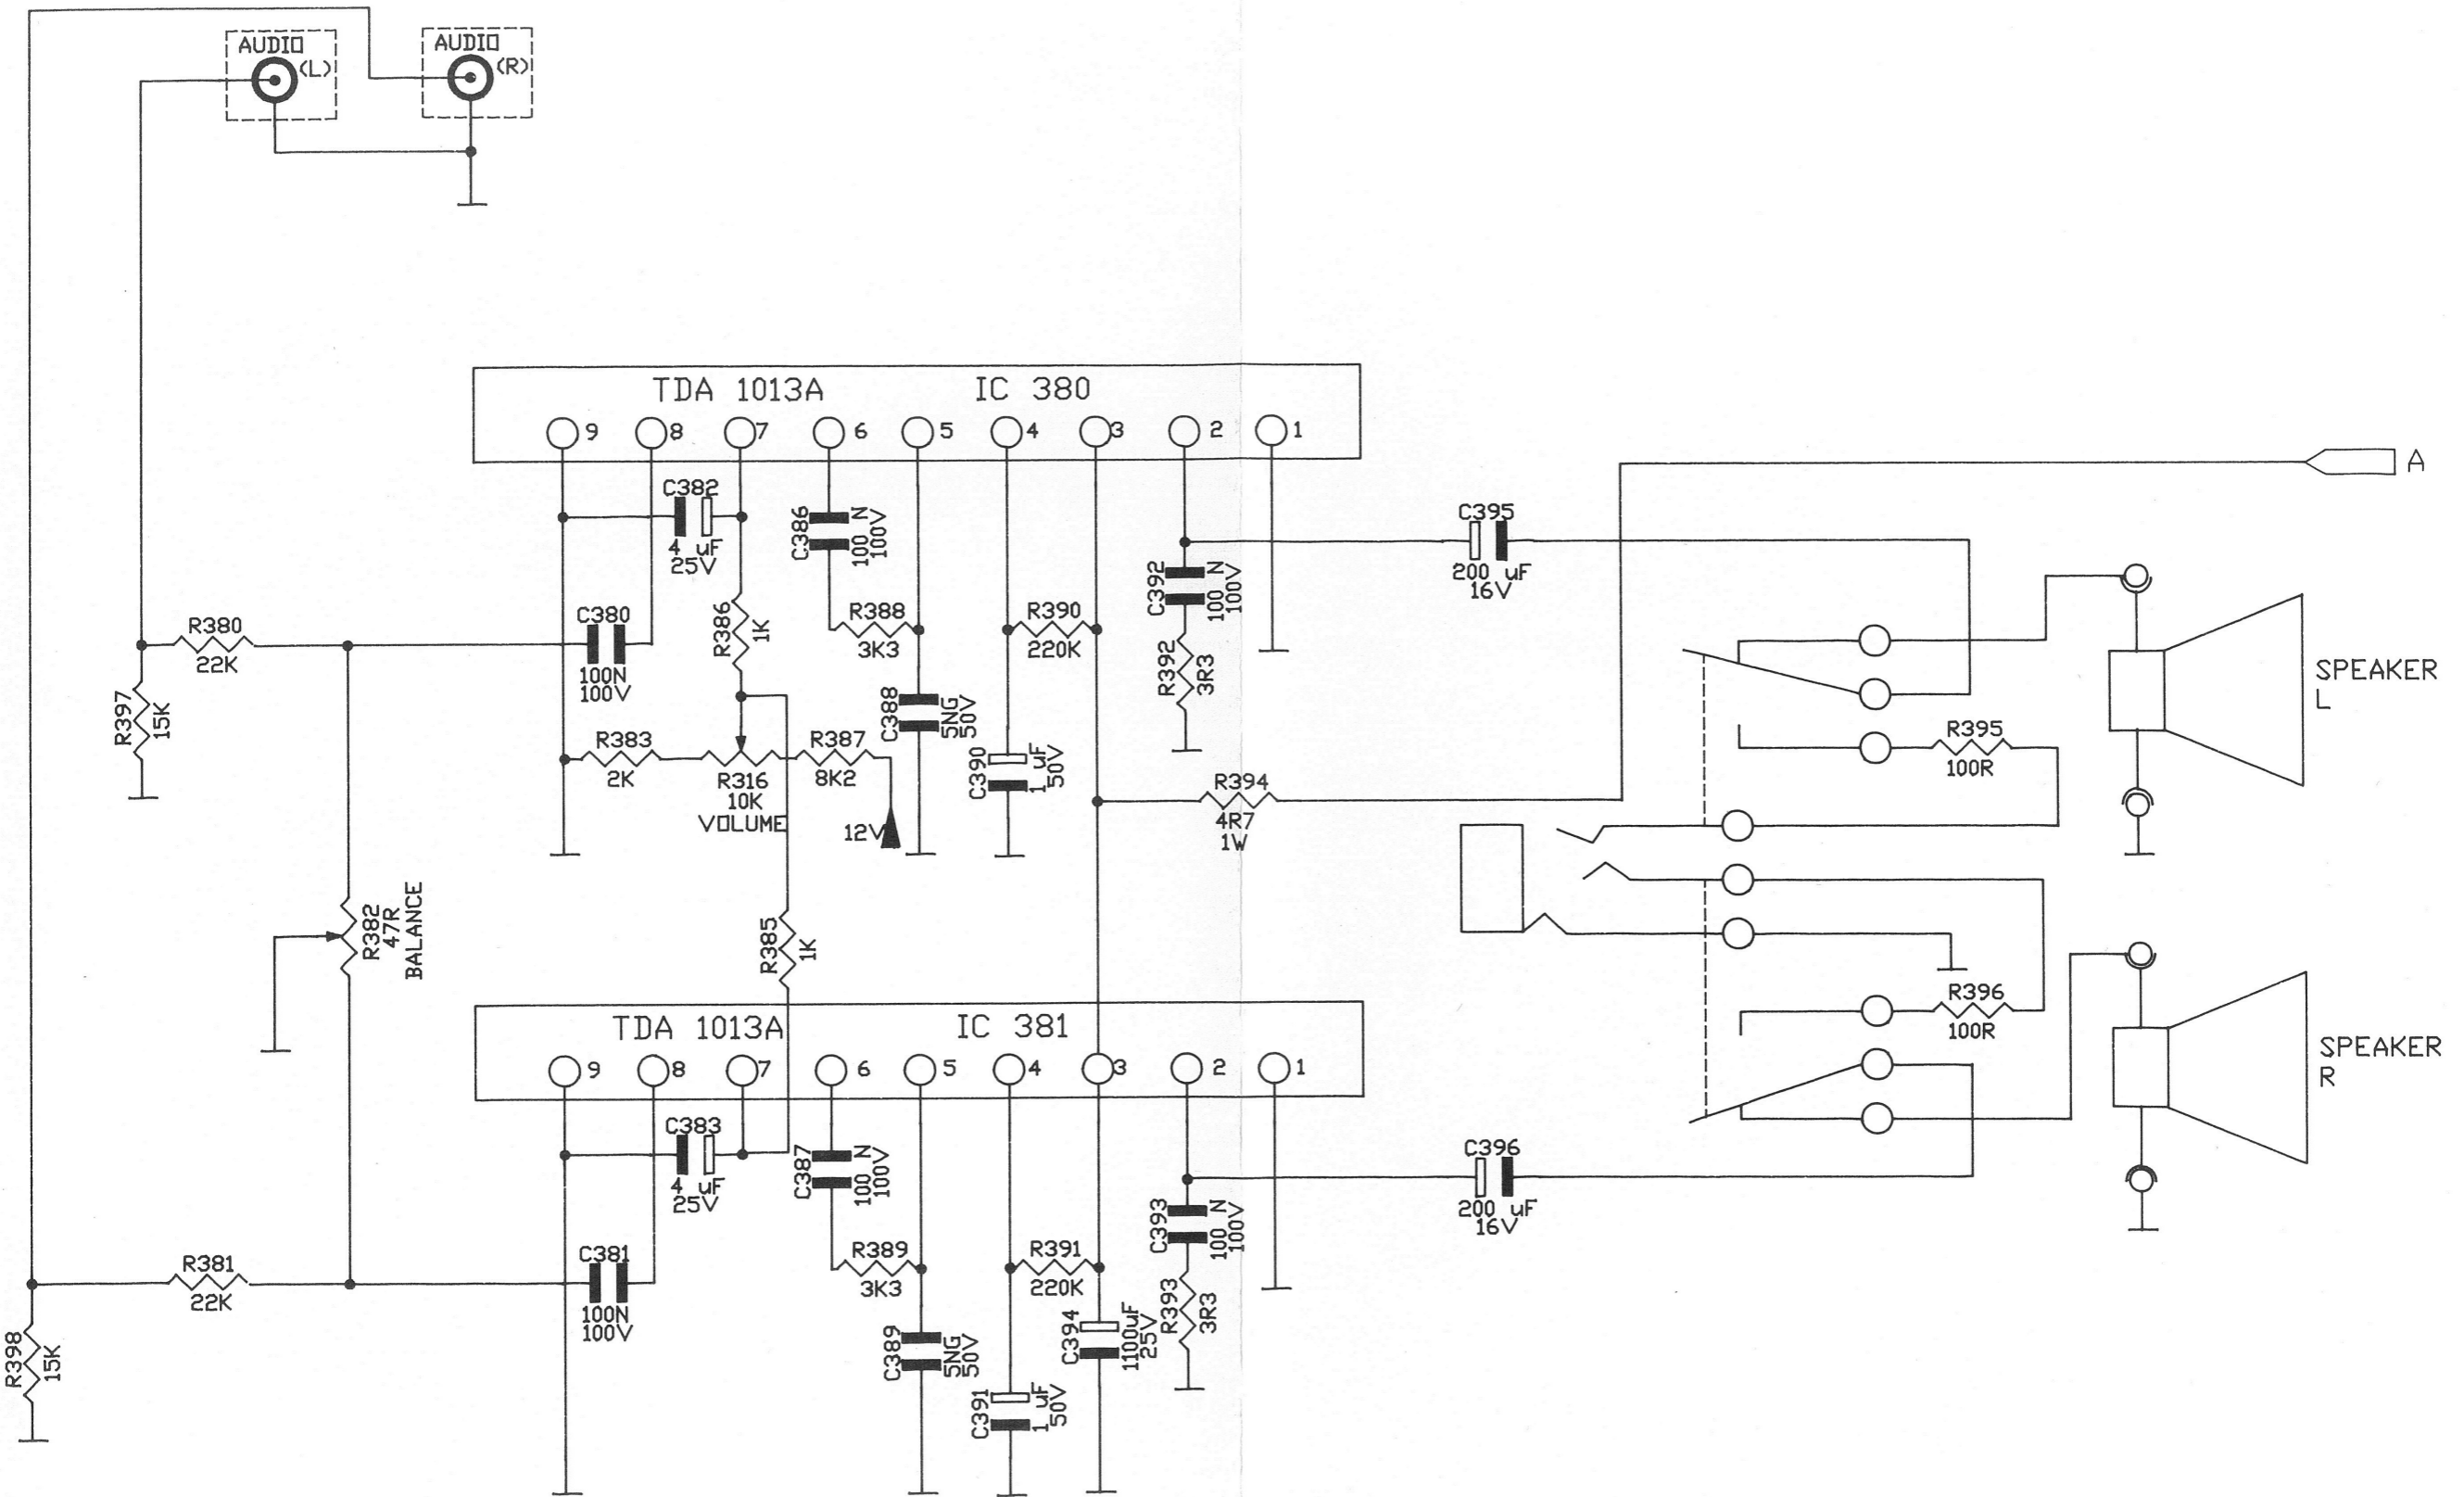 AUDIO
(L)
AUDIO
(R)
TDA 1013A
IC 380
9
8
7
6
5
4
3
2
1
A
C382
4 uF
25V
C386
100 N
100V
C395
200 uF
16V
C392
100 N
100V
R386
1K
C380
100N
100V
R388
3K3
R390
220K
R380
22K
R392
3R3
R397
15K
C388
5NG
50V
SPEAKER
L
R383
2K
R316
10K
VOLUME
R387
8K2
12V
C390
1 uF
50V
R394
4R7
1W
R395
100R
R382
47R
BALANCE
R385
1K
R396
100R
TDA 1013A
IC 381
9
8
7
6
5
4
3
2
1
SPEAKER
R
C383
4 uF
25V
C387
100 N
100V
C396
200 uF
16V
C393
100 N
100V
R381
22K
C381
100N
100V
R389
3K3
R391
220K
R393
3R3
R398
15K
C389
5NG
50V
C394
1100uF
25V
C391
1 uF
50V